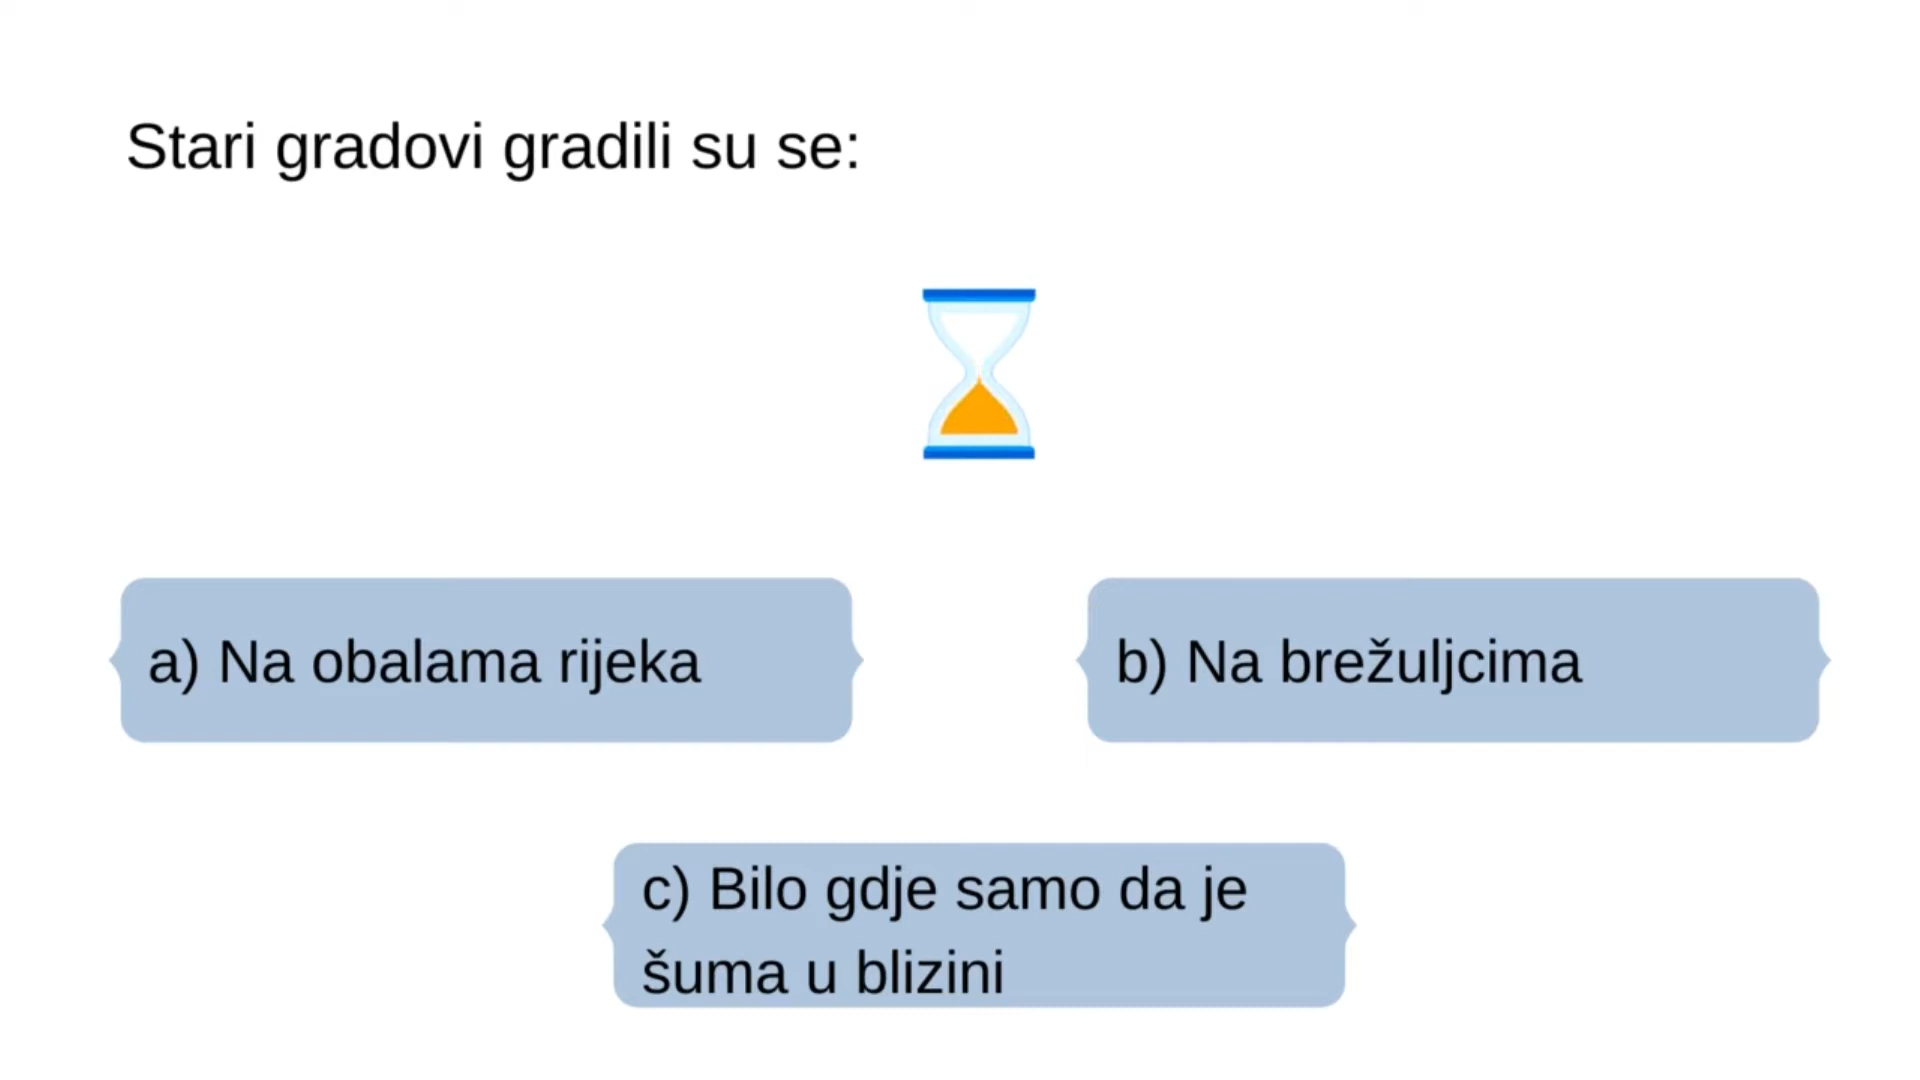 Stari gradovi gradili su se:
a) Na obalama rijeka
b) Na brežuljcima
c) Bilo gdje samo da je
šuma u blizini